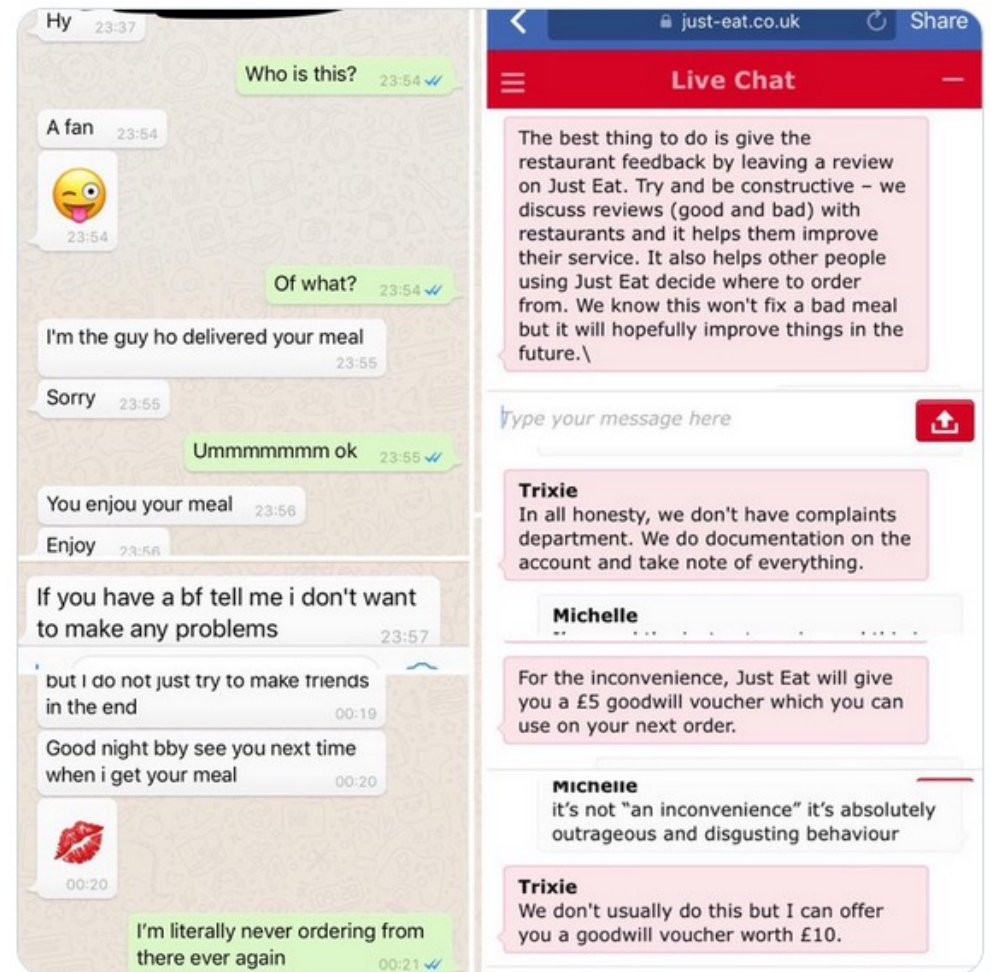 Hy 23:37
Who is this? 23:54
A fan 23:54
23:54
Of what? 23:54
I'm the guy ho delivered your meal
23:55
Sorry 23:55
Ummmmmmm ok 23:55
You enjou your meal 23:56
Enjoy 23:56
If you have a bf tell me i don't want
to make any problems 23:57
but I do not just try to make friends
in the end 00:19
Good night bby see you next time
when i get your meal 00:20
00:20
I'm literally never ordering from
there ever again 00:21
just-eat.co.uk Share
Live Chat
The best thing to do is give the
restaurant feedback by leaving a review
on Just Eat. Try and be constructive – we
discuss reviews (good and bad) with
restaurants and it helps them improve
their service. It also helps other people
using Just Eat decide where to order
from. We know this won't fix a bad meal
but it will hopefully improve things in the
future.\
Type your message here
Trixie
In all honesty, we don't have complaints
department. We do documentation on the
account and take note of everything.
Michelle
For the inconvenience, Just Eat will give
you a £5 goodwill voucher which you can
use on your next order.
Michelle
it's not “an inconvenience” it's absolutely
outrageous and disgusting behaviour
Trixie
We don't usually do this but I can offer
you a goodwill voucher worth £10.